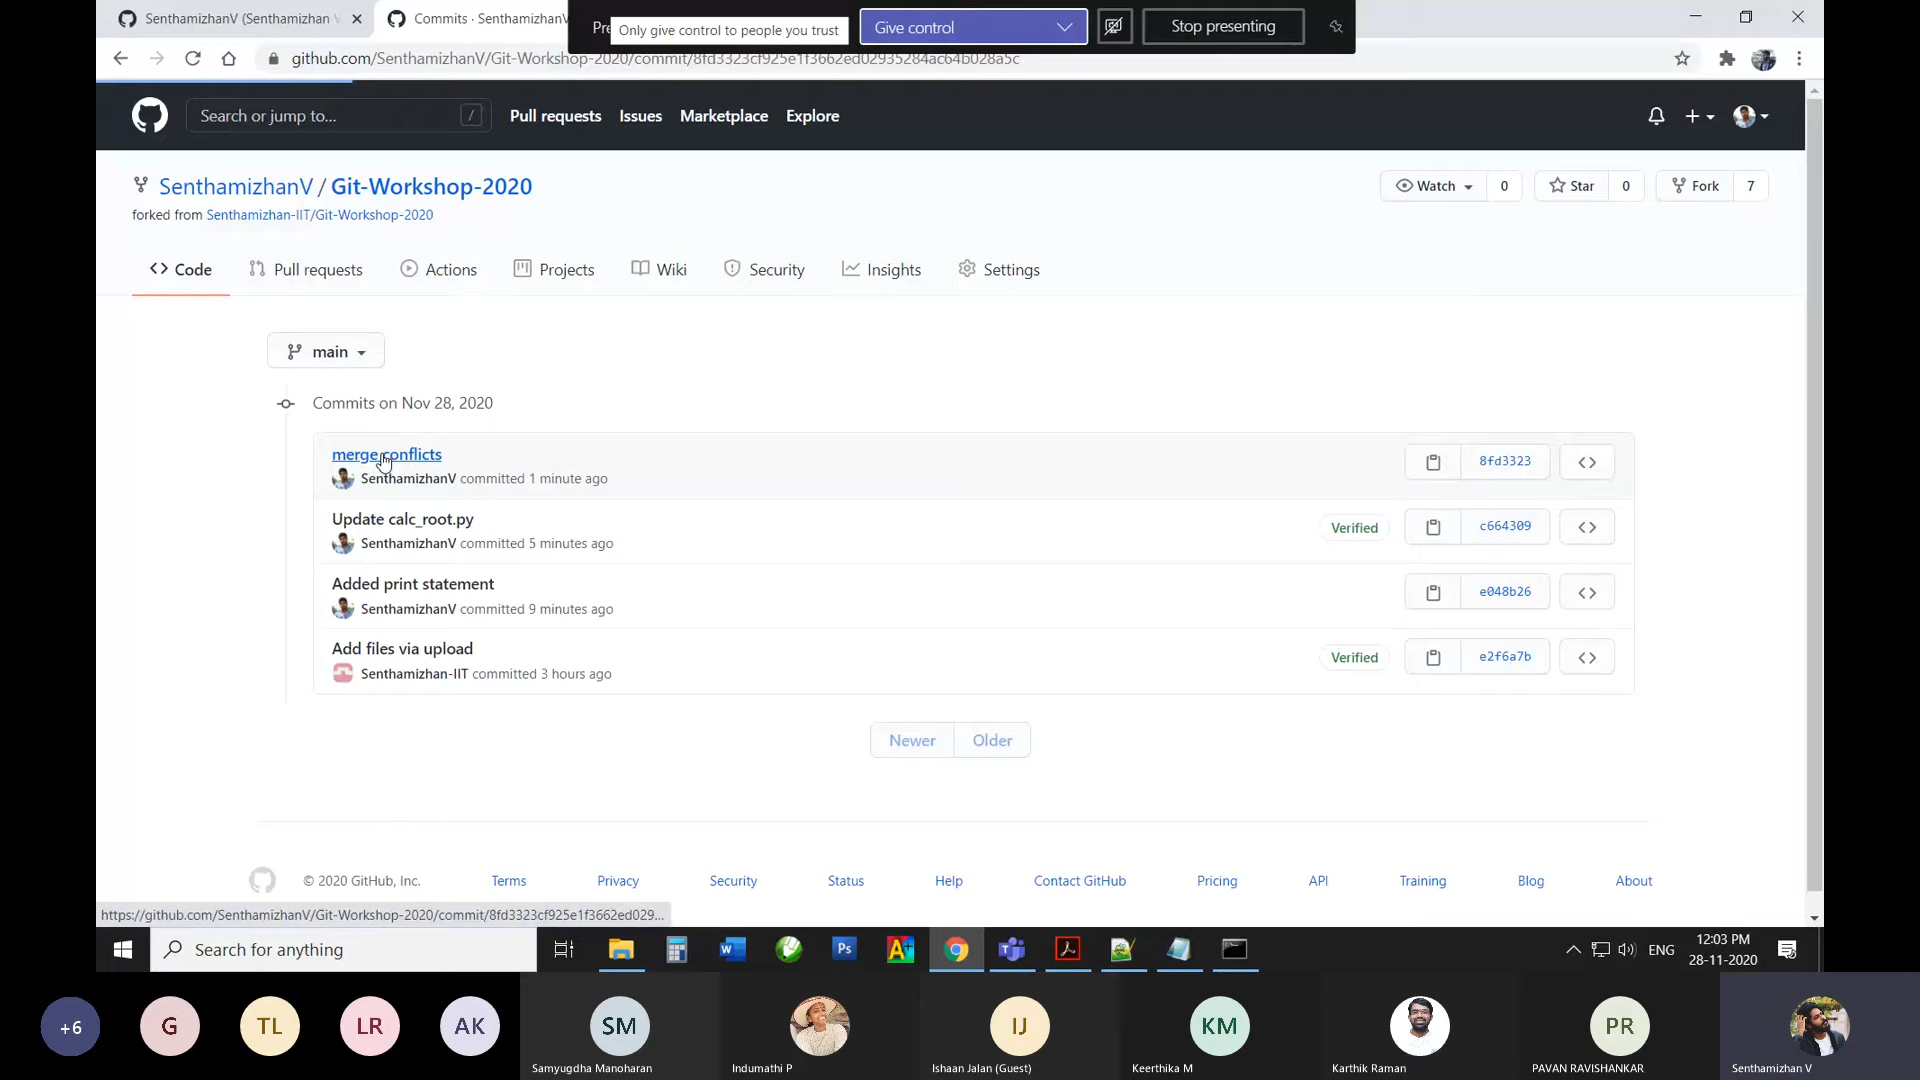 SenthamizhanV (Senthamizhan V
Commits · SenthamizhanV
Pre
Only give control to people you trust
Give control
Stop presenting
github.com/SenthamizhanV/Git-Workshop-2020/commit/8fd3323cf925e1f3662ed02935284ac64b028a5c
Search or jump to...
/
Pull requests
Issues
Marketplace
Explore
SenthamizhanV / Git-Workshop-2020
Watch
0
Star
0
Fork
7
forked from Senthamizhan-IIT/Git-Workshop-2020
Code
Pull requests
Actions
Projects
Wiki
Security
Insights
Settings
main
Commits on Nov 28, 2020
merge conflicts
SenthamizhanV committed 1 minute ago
8fd3323
Update calc_root.py
SenthamizhanV committed 5 minutes ago
Verified
c664309
Added print statement
SenthamizhanV committed 9 minutes ago
e048b26
Add files via upload
Senthamizhan-IIT committed 3 hours ago
Verified
e2f6a7b
Newer
Older
© 2020 GitHub, Inc.
Terms
Privacy
Security
Status
Help
Contact GitHub
Pricing
API
Training
Blog
About
https://github.com/SenthamizhanV/Git-Workshop-2020/commit/8fd3323cf925e1f3662ed029...
Search for anything
W
Ps
A
ENG
12:03 PM
28-11-2020
+6
G
TL
LR
AK
SM
IJ
KM
PR
Samyugdha Manoharan
Indumathi P
Ishaan Jalan (Guest)
Keerthika M
Karthik Raman
PAVAN RAVISHANKAR
Senthamizhan V